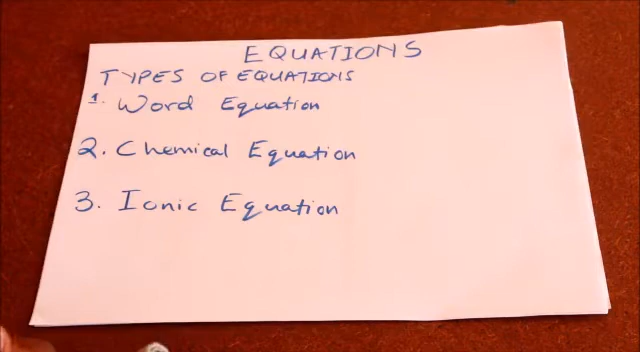 EQUATIONS
TYPES OF EQUATIONS
1. Word Equation
2. Chemical Equation
3. Ionic Equation